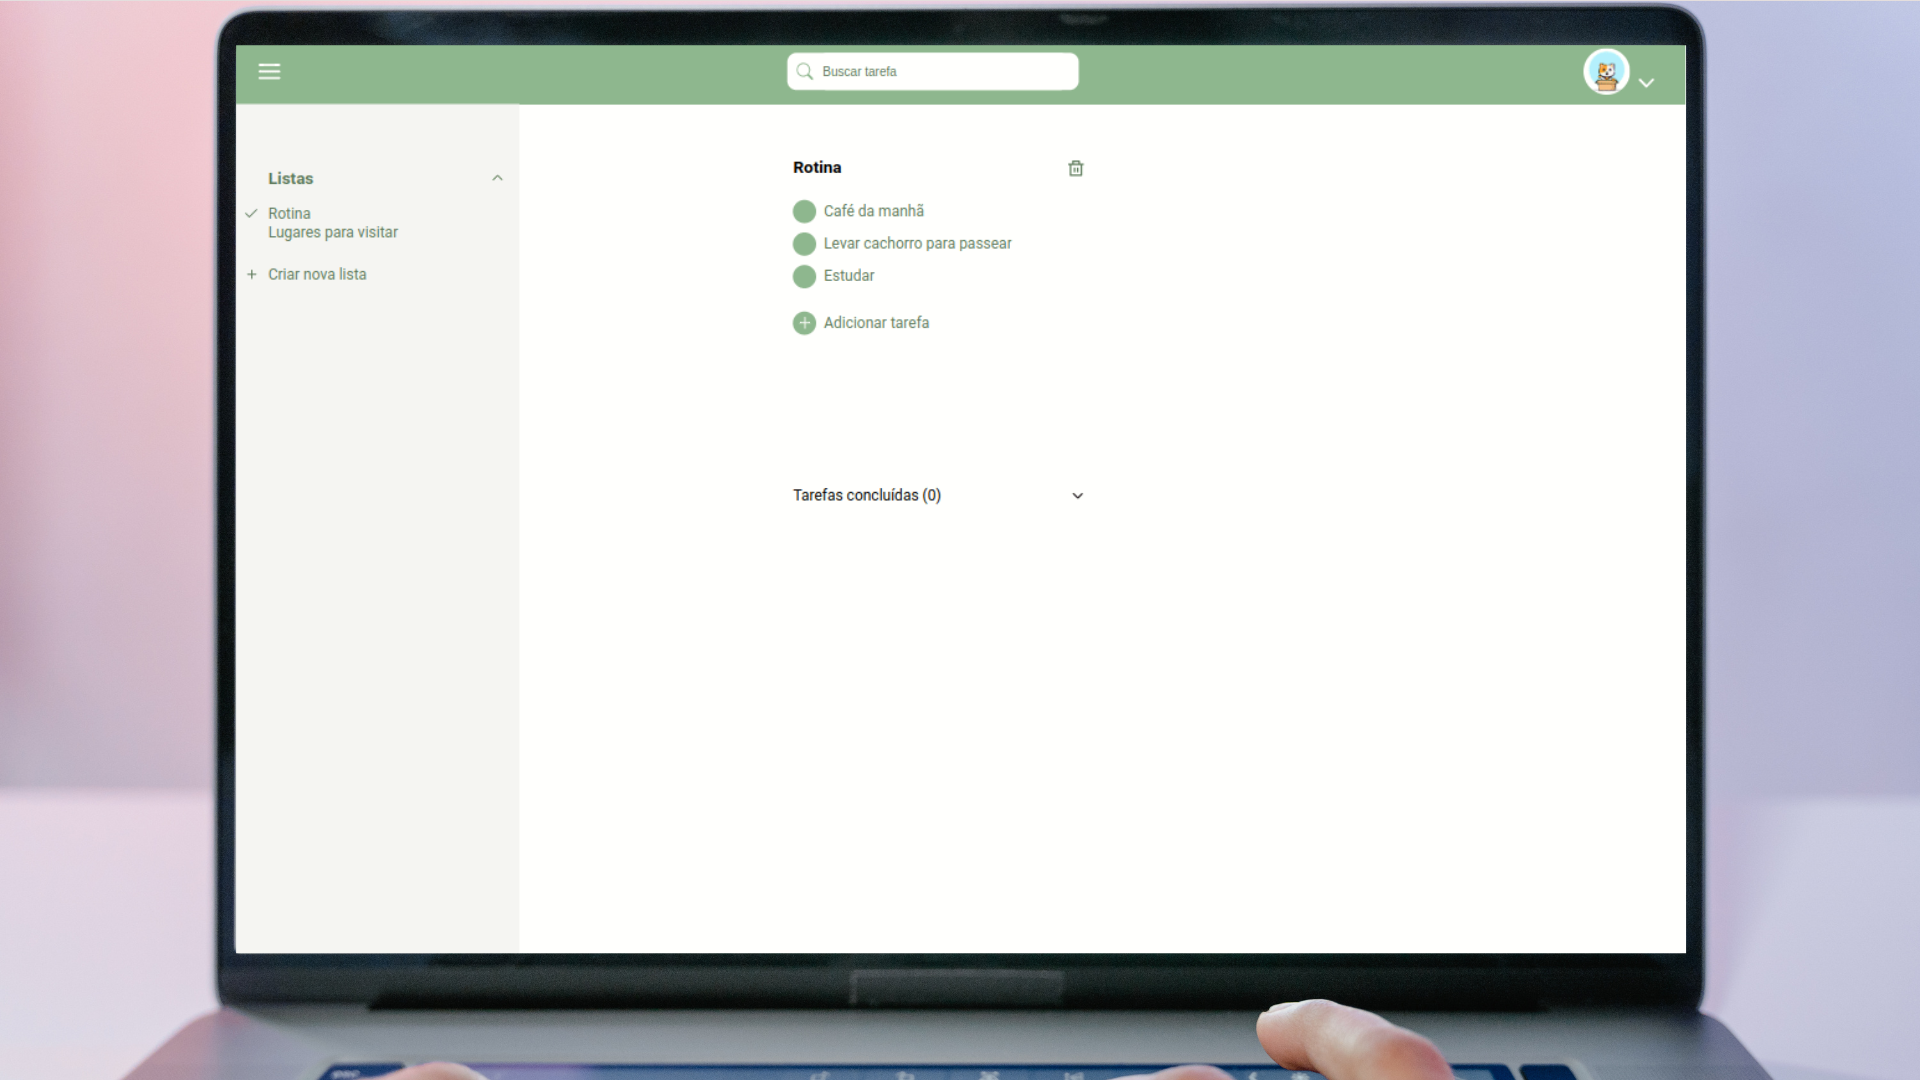 Buscar tarefa
Listas
Rotina
Lugares para visitar
Criar nova lista
Rotina
Café da manhã
Levar cachorro para passear
Estudar
Adicionar tarefa
Tarefas concluídas (0)